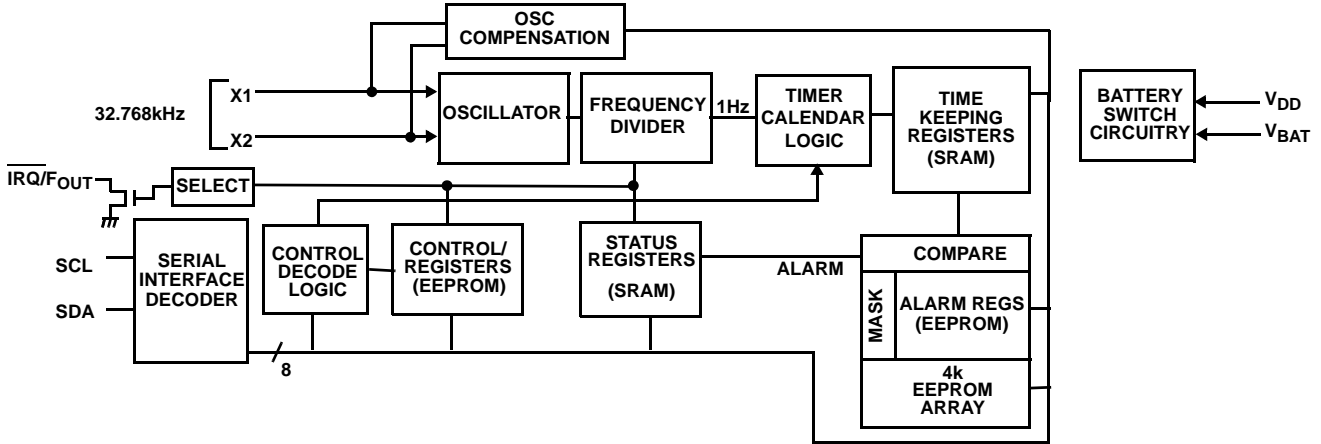 OSC
COMPENSATION
32.768kHz
X1
X2
OSCILLATOR
FREQUENCY
DIVIDER
1Hz
TIMER
CALENDAR
LOGIC
TIME
KEEPING
REGISTERS
(SRAM)
BATTERY
SWITCH
CIRCUITRY
VDD
VBAT
IRQ/FOUT
SELECT
SCL
SDA
SERIAL
INTERFACE
DECODER
CONTROL
DECODE
LOGIC
CONTROL/
REGISTERS
(EEPROM)
STATUS
REGISTERS
(SRAM)
ALARM
COMPARE
MASK
ALARM REGS
(EEPROM)
8
4k
EEPROM
ARRAY